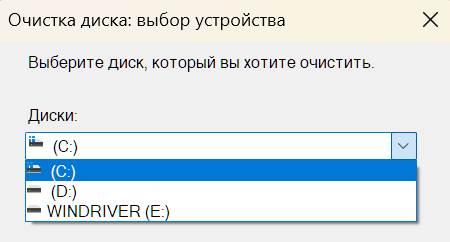 Очистка диска: выбор устройства
Выберите диск, который вы хотите очистить.
Диски:
(C:)
(C:)
(D:)
WINDRIVER (E:)